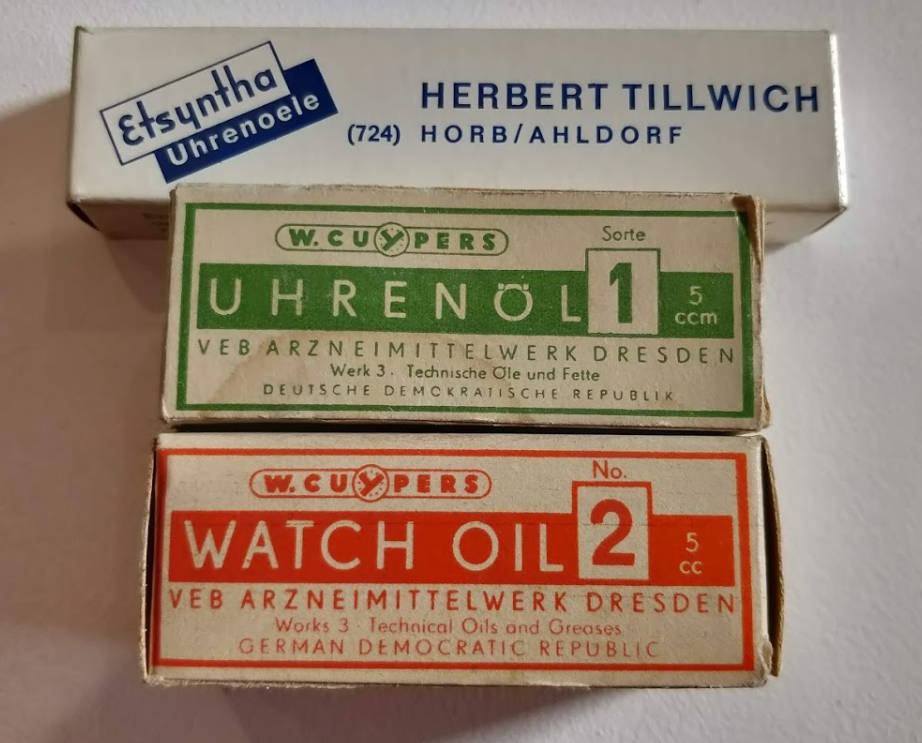 Etsyntha
Uhrenoele
HERBERT TILLWICH
(724) HORB/AHLDORF
W. CUYPERS
Sorte
UHRENÖL 1 5
ccm
VEB ARZNEIMITTELWERK DRESDEN
Werk 3 · Technische Öle und Fette
DEUTSCHE DEMOKRATISCHE REPUBLIK
W. CUYPERS
No.
WATCH OIL 2 5
cc
VEB ARZNEIMITTELWERK DRESDEN
Works 3 Technical Oils and Greases
GERMAN DEMOCRATIC REPUBLIC